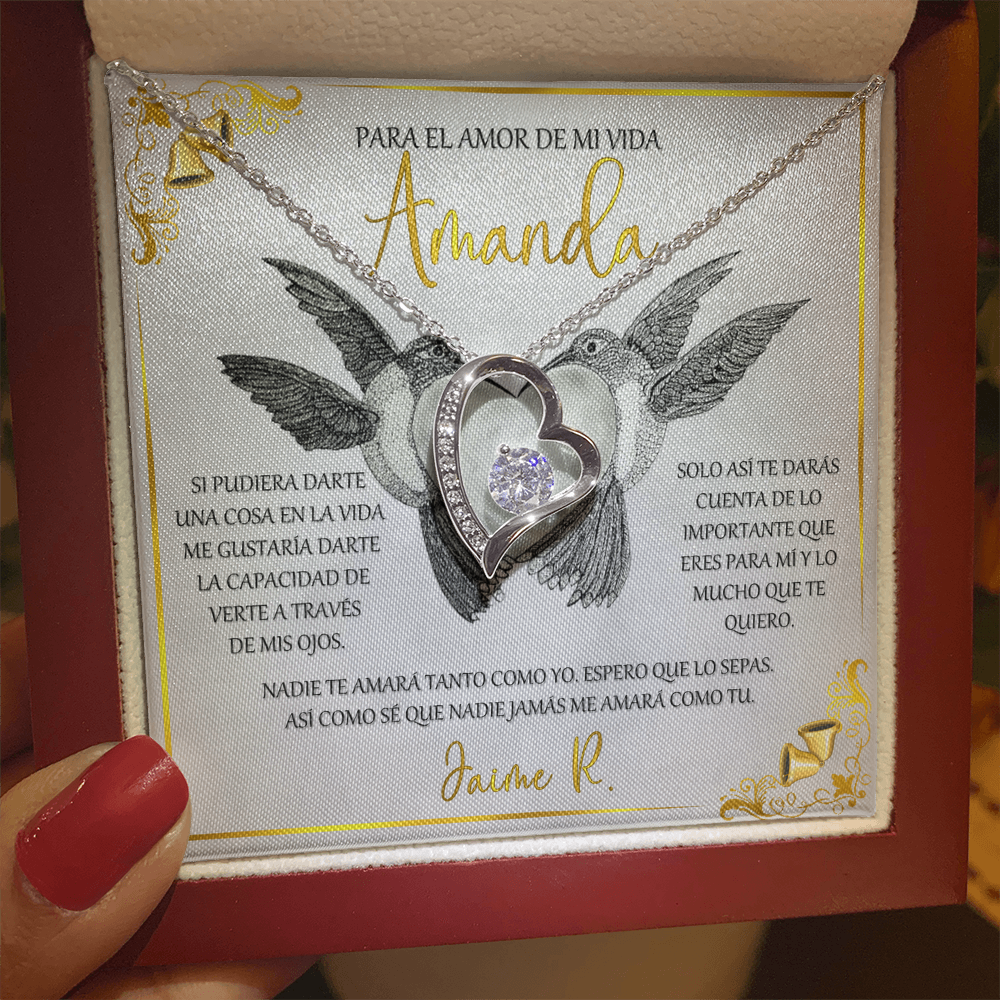 PARA EL AMOR DE MI VIDA
Amanda
SI PUDIERA DARTE
UNA COSA EN LA VIDA
ME GUSTARÍA DARTE
LA CAPACIDAD DE
VERTE A TRAVÉS
DE MIS OJOS.
SOLO ASÍ TE DARÁS
CUENTA DE LO
IMPORTANTE QUE
ERES PARA MÍ Y LO
MUCHO QUE TE
QUIERO.
NADIE TE AMARÁ TANTO COMO YO. ESPERO QUE LO SEPAS.
ASÍ COMO SÉ QUE NADIE JAMÁS ME AMARÁ COMO TU.
Jaime R.